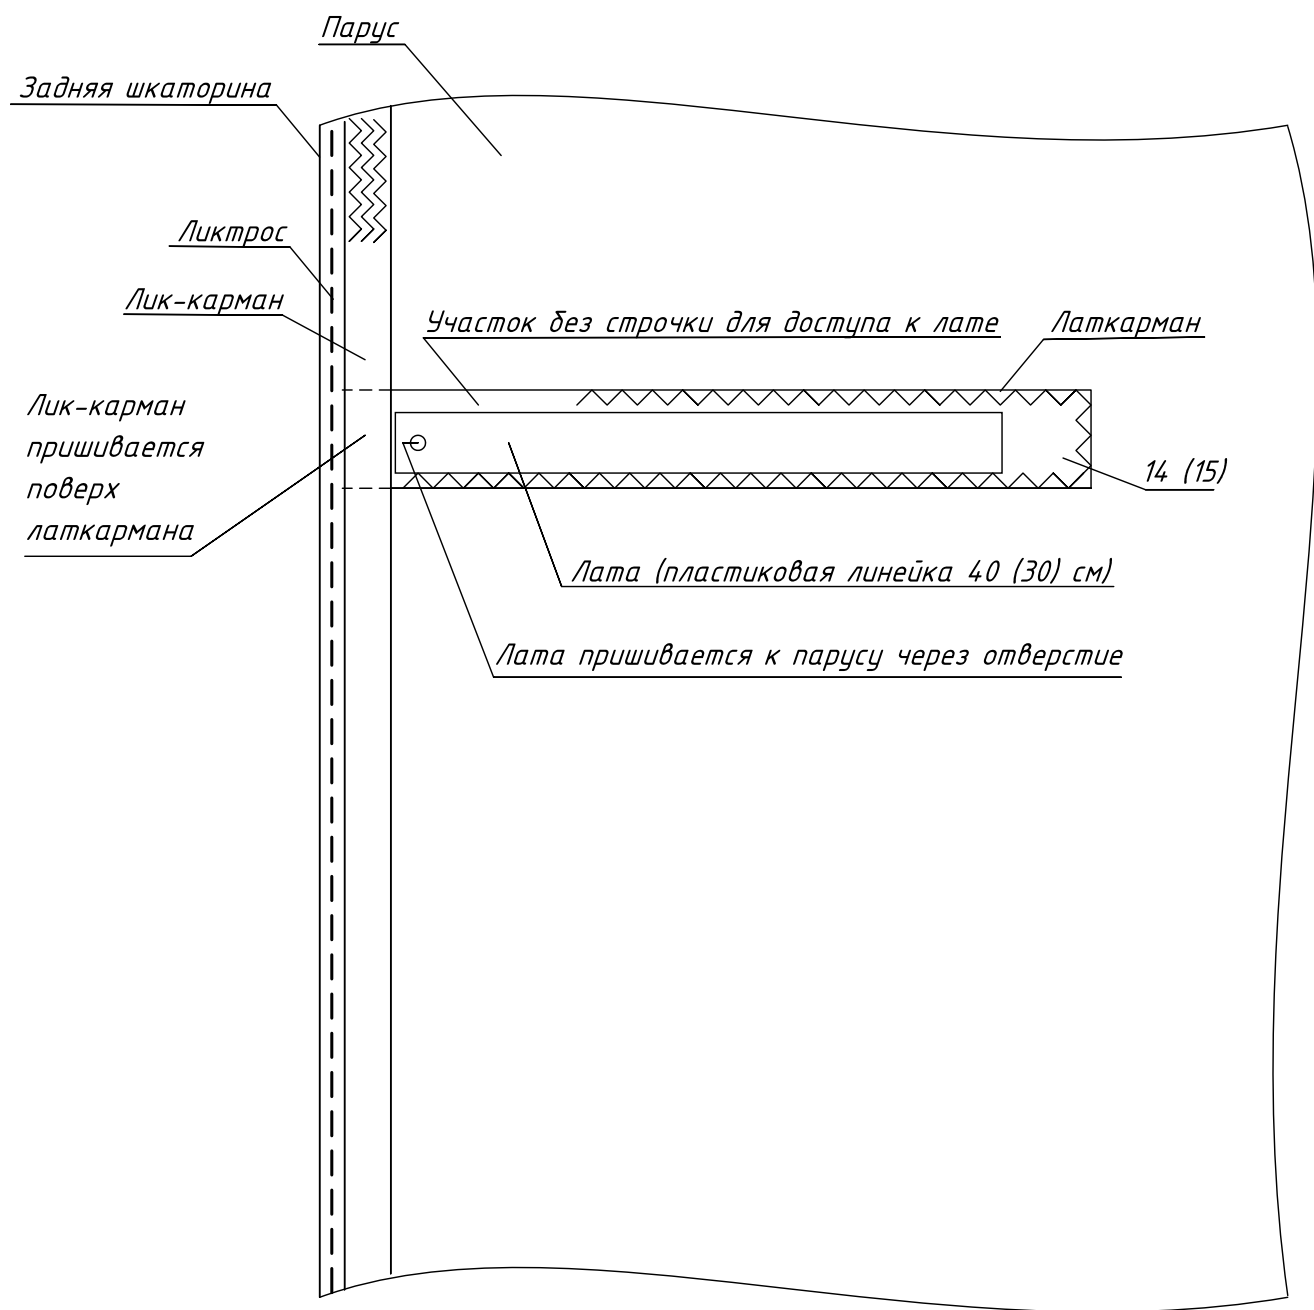 Парус
Задняя шкаторина
Ликтрос
Лик-карман
Участок без строчки для доступа к лате
Латкарман
Лик-карман
пришивается
поверх
латкармана
14 (15)
Лата (пластиковая линейка 40 (30) см)
Лата пришивается к парусу через отверстие